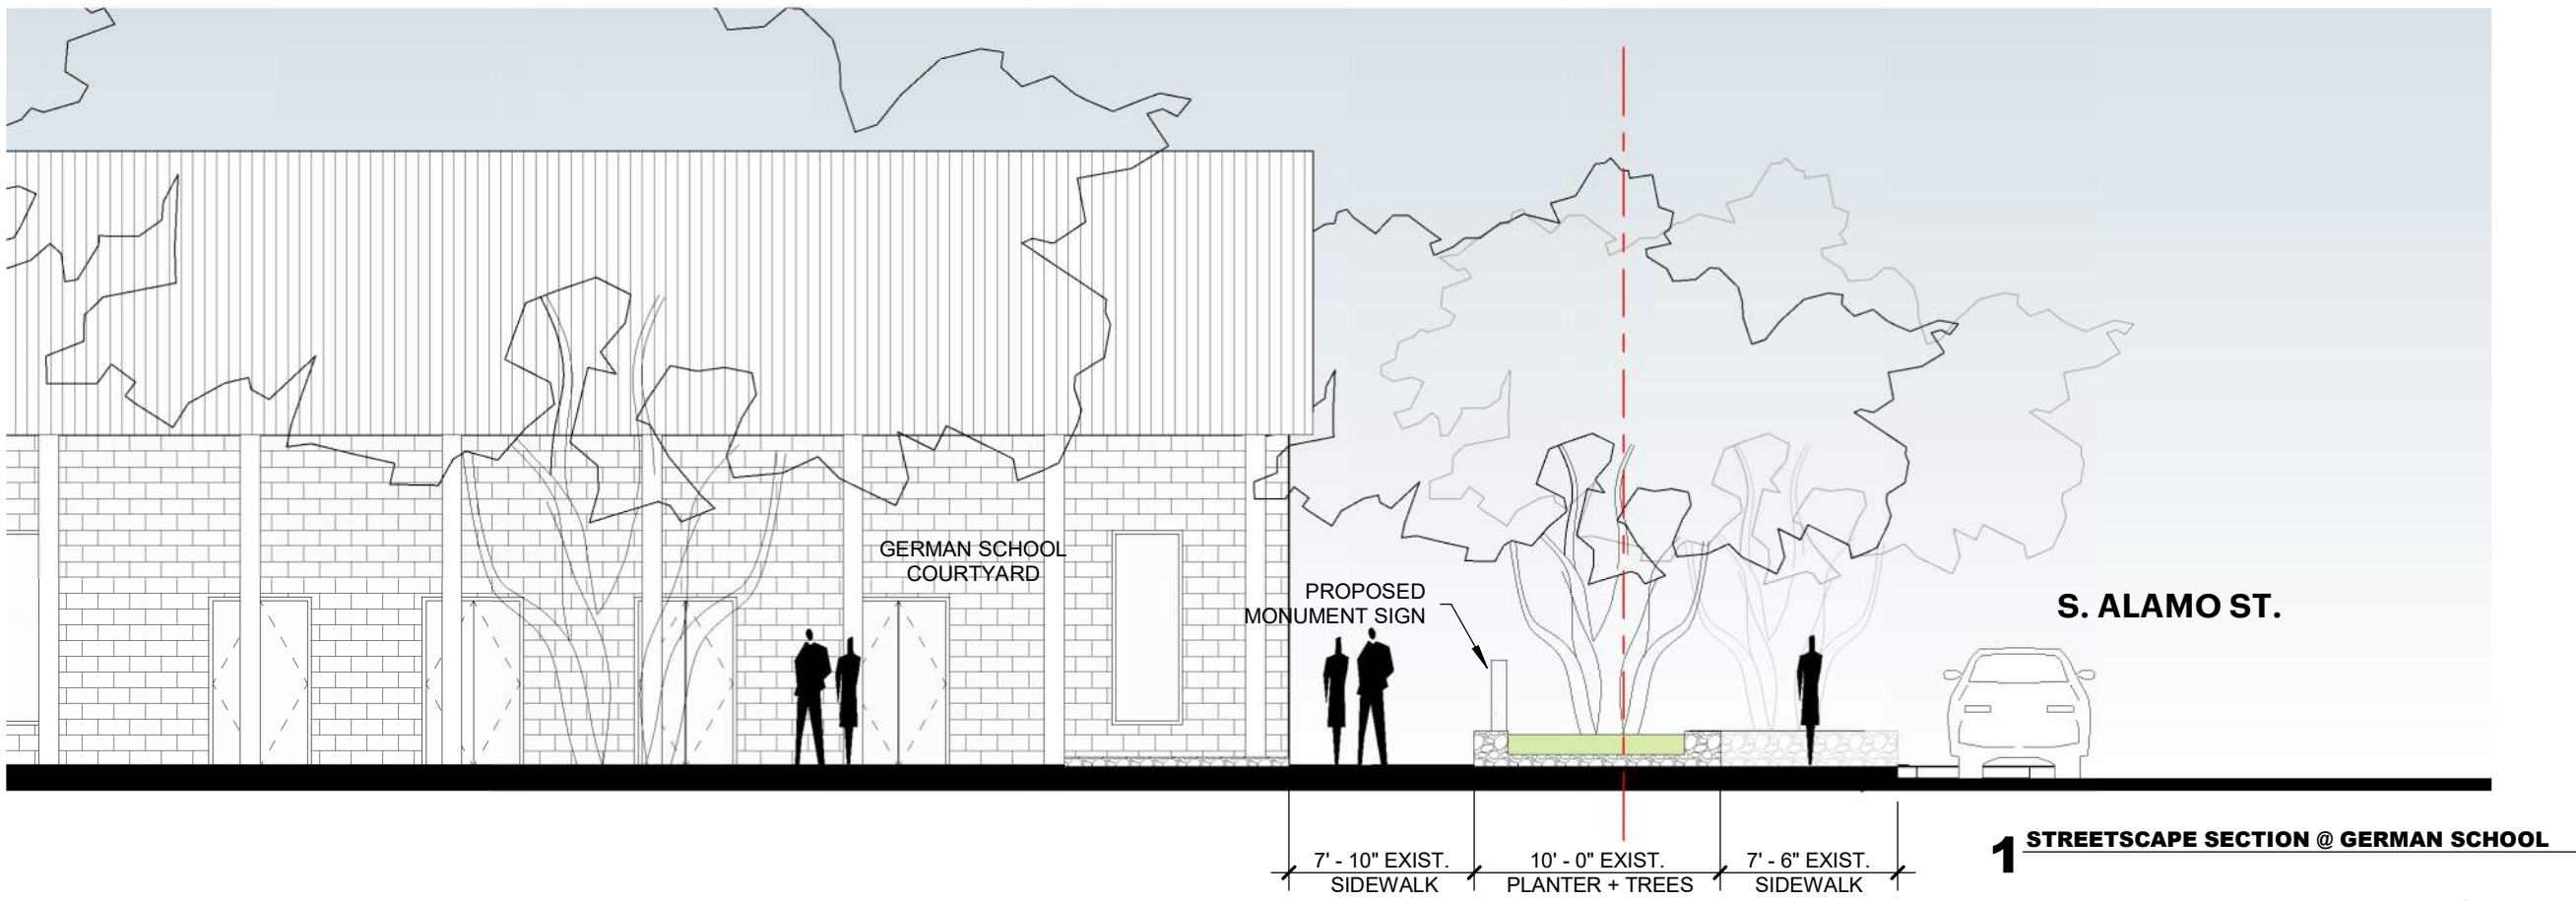 GERMAN SCHOOL
COURTYARD
PROPOSED
MONUMENT SIGN
S. ALAMO ST.
7' - 10" EXIST.
SIDEWALK
10' - 0" EXIST.
PLANTER + TREES
7' - 6" EXIST.
SIDEWALK
1 STREETSCAPE SECTION @ GERMAN SCHOOL